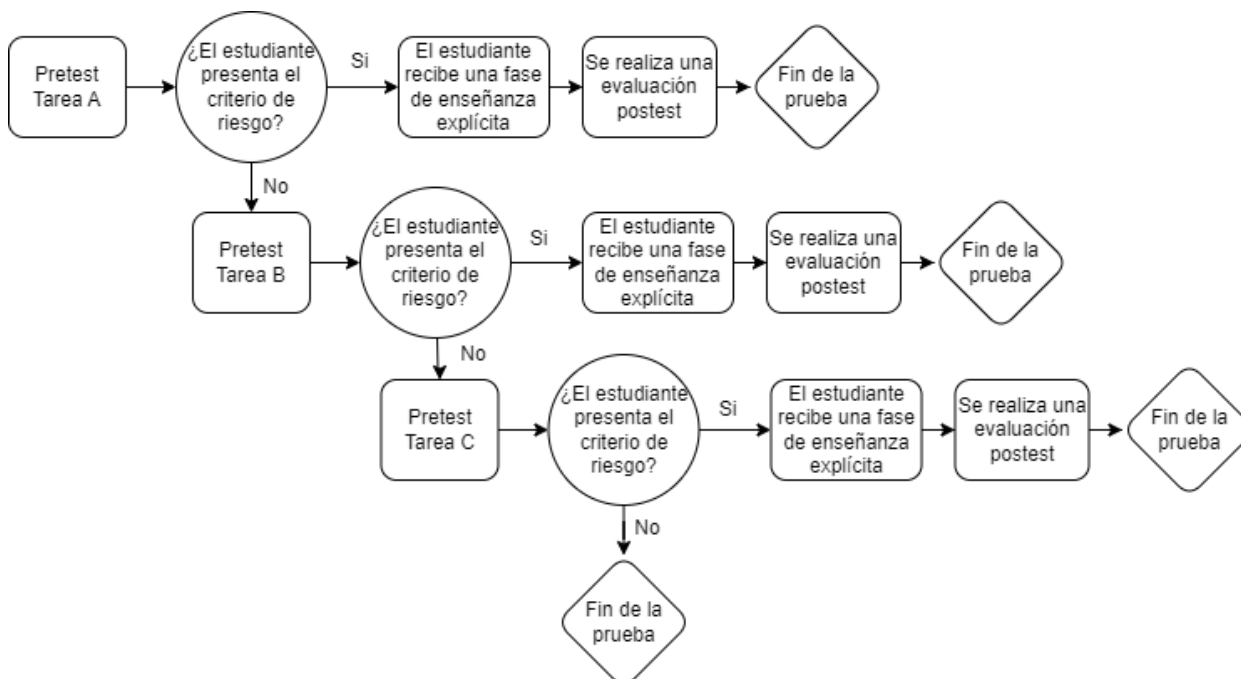 Pretest
Tarea A
¿El estudiante
presenta el
criterio de
riesgo?
Si
El estudiante
recibe una fase
de enseñanza
explícita
Se realiza una
evaluación
postest
Fin de la
prueba
No
Pretest
Tarea B
¿El estudiante
presenta el
criterio de
riesgo?
Si
El estudiante
recibe una fase
de enseñanza
explícita
Se realiza una
evaluación
postest
Fin de la
prueba
No
Pretest
Tarea C
¿El estudiante
presenta el
criterio de
riesgo?
Si
El estudiante
recibe una fase
de enseñanza
explícita
Se realiza una
evaluación
postest
Fin de la
prueba
No
Fin de la
prueba